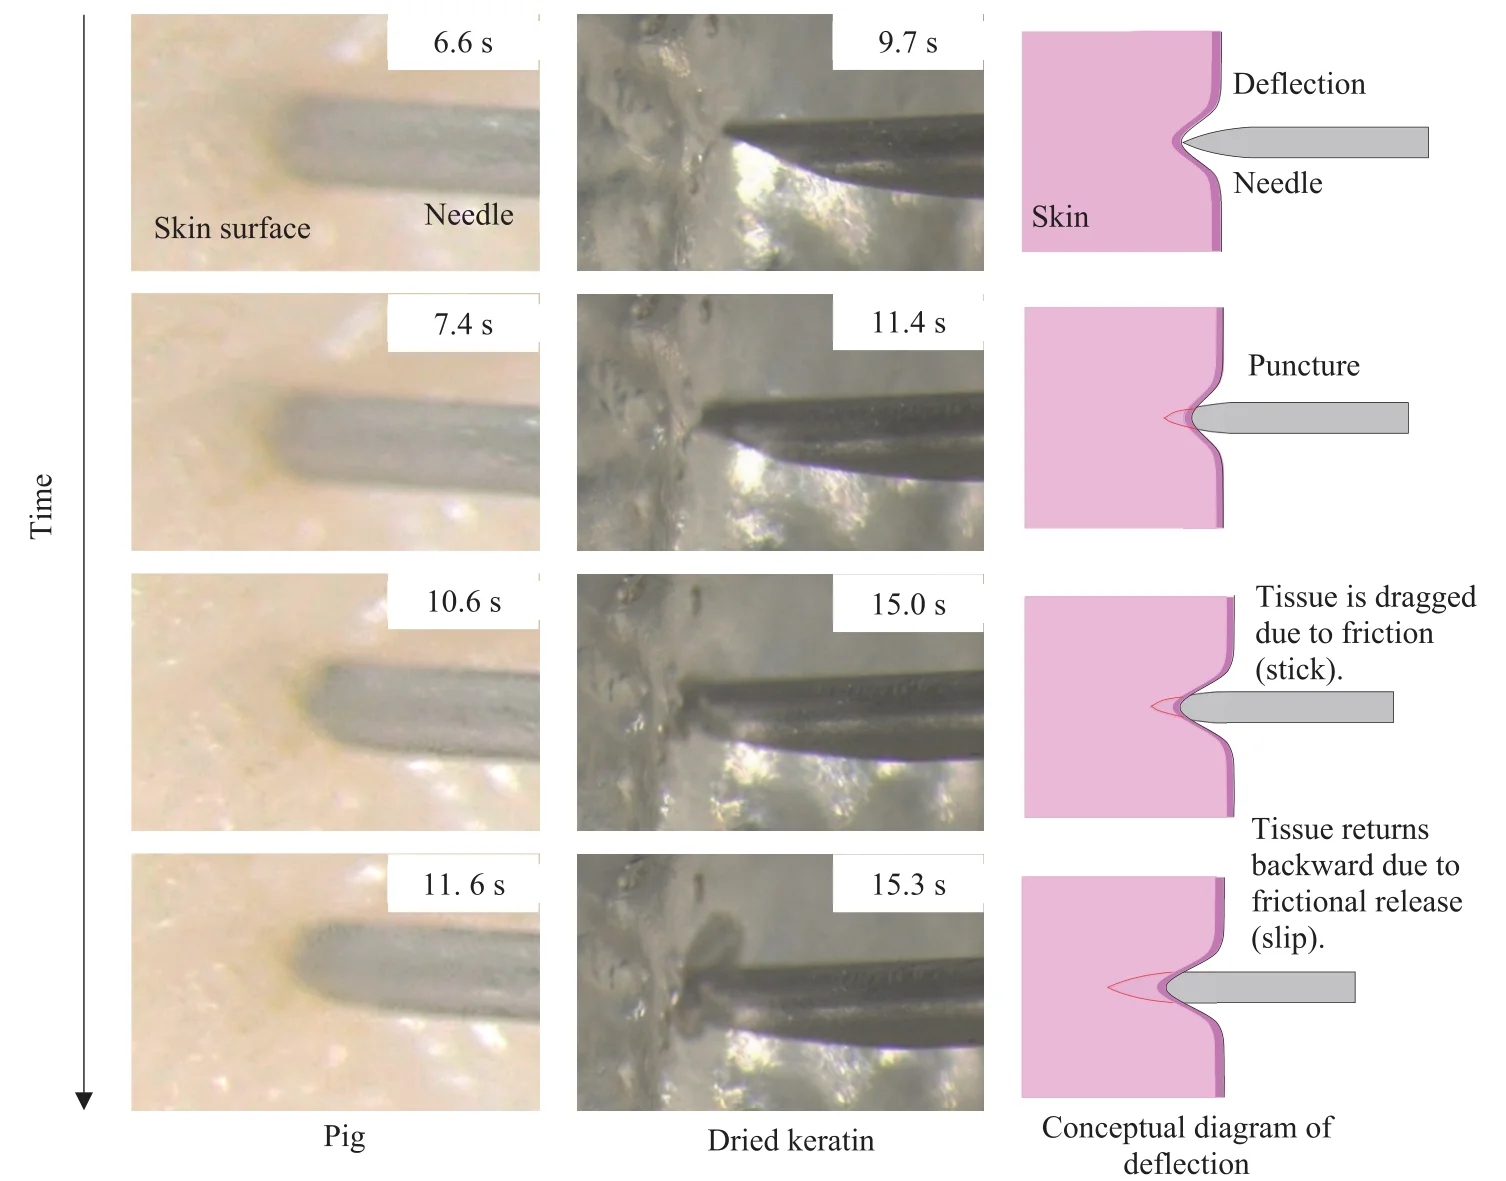 6.6 s
9.7 s
Deflection
Needle
Skin
Skin surface
Needle
7.4 s
11.4 s
Puncture
Time
10.6 s
15.0 s
Tissue is dragged
due to friction
(stick).
11. 6 s
15.3 s
Tissue returns
backward due to
frictional release
(slip).
Pig
Dried keratin
Conceptual diagram of
deflection